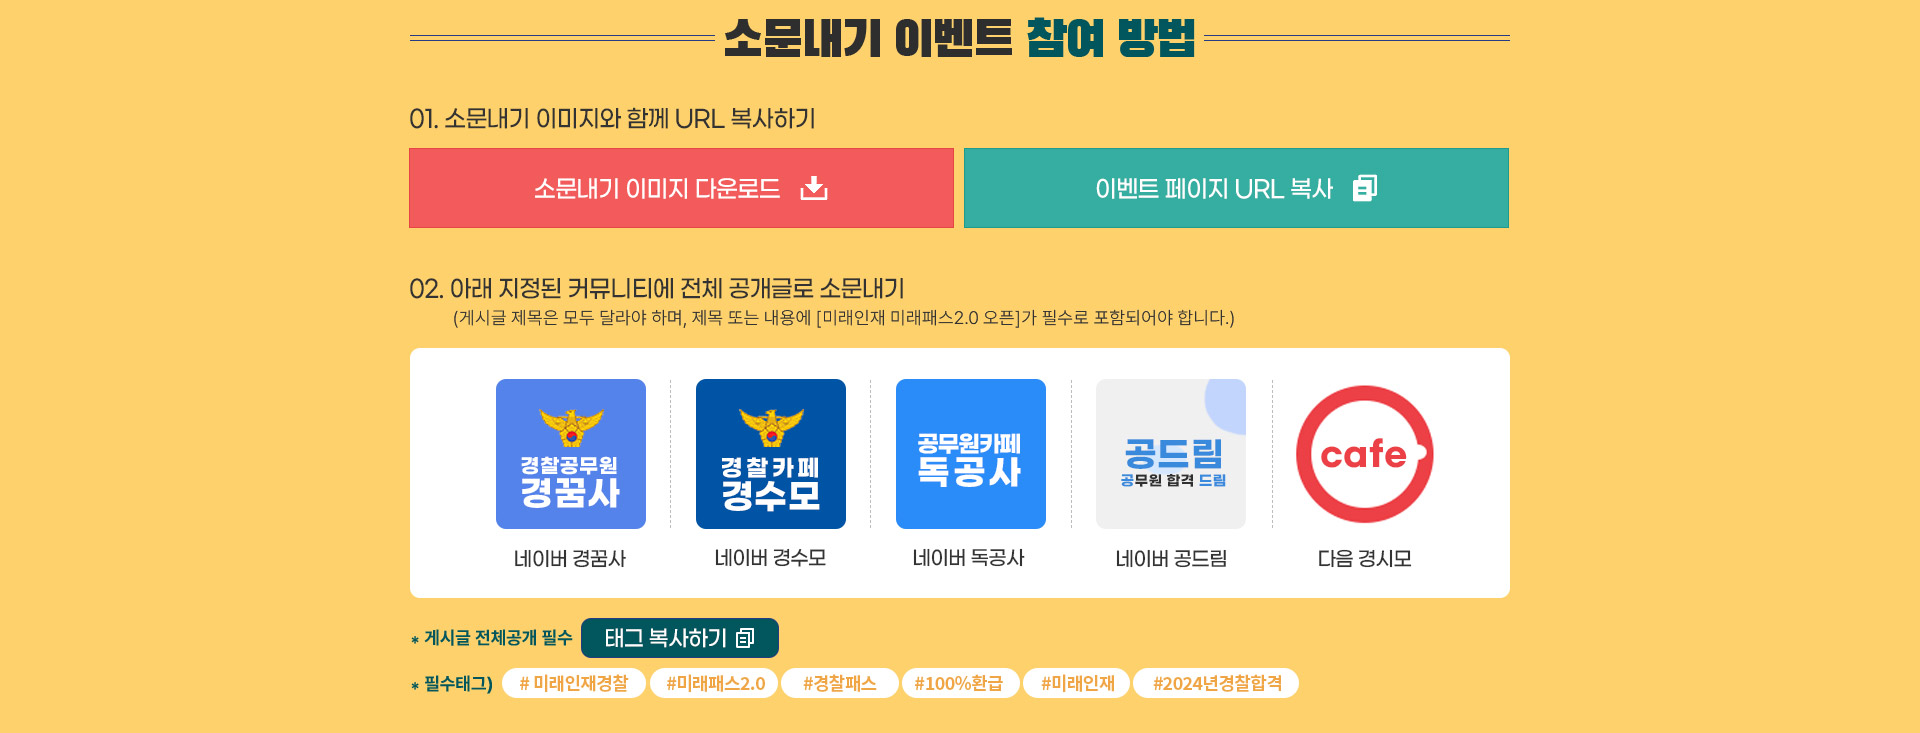 소문내기 이벤트 참여 방법
01. 소문내기 이미지와 함께 URL 복사하기
소문내기 이미지 다운로드
이벤트 페이지 URL 복사
02. 아래 지정된 커뮤니티에 전체 공개글로 소문내기
(게시글 제목은 모두 달라야 하며, 제목 또는 내용에 [미래인재 미래패스2.0 오픈]가 필수로 포함되어야 합니다.)
경찰공무원
경꿈사
네이버 경꿈사
경찰카페
경수모
네이버 경수모
공무원카페
독공사
네이버 독공사
공드림
공무원 합격 드림
네이버 공드림
cafe
다음 경시모
* 게시글 전체공개 필수 태그 복사하기
* 필수태그) # 미래인재경찰 #미래패스2.0 #경찰패스 #100%환급 #미래인재 #2024년경찰합격